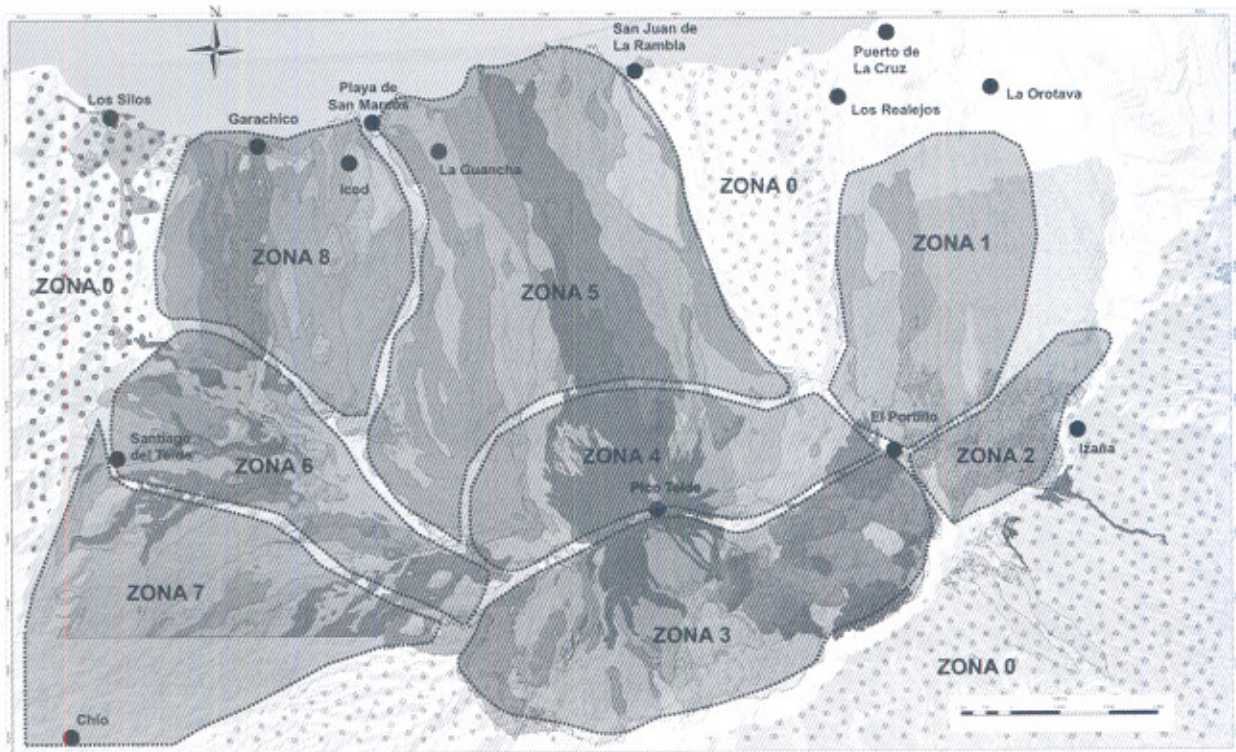 N
San Juan de
La Rambla
Puerto de
La Cruz
Los Silos
Playa de
San Marcos
Los Realejos
La Orotava
Garachico
Icod
La Guancha
ZONA 0
ZONA 1
ZONA 8
ZONA 0
ZONA 5
El Portillo
Santiago
del Teide
ZONA 6
ZONA 4
ZONA 2
Izaña
Pico Teide
ZONA 7
ZONA 3
ZONA 0
Chío